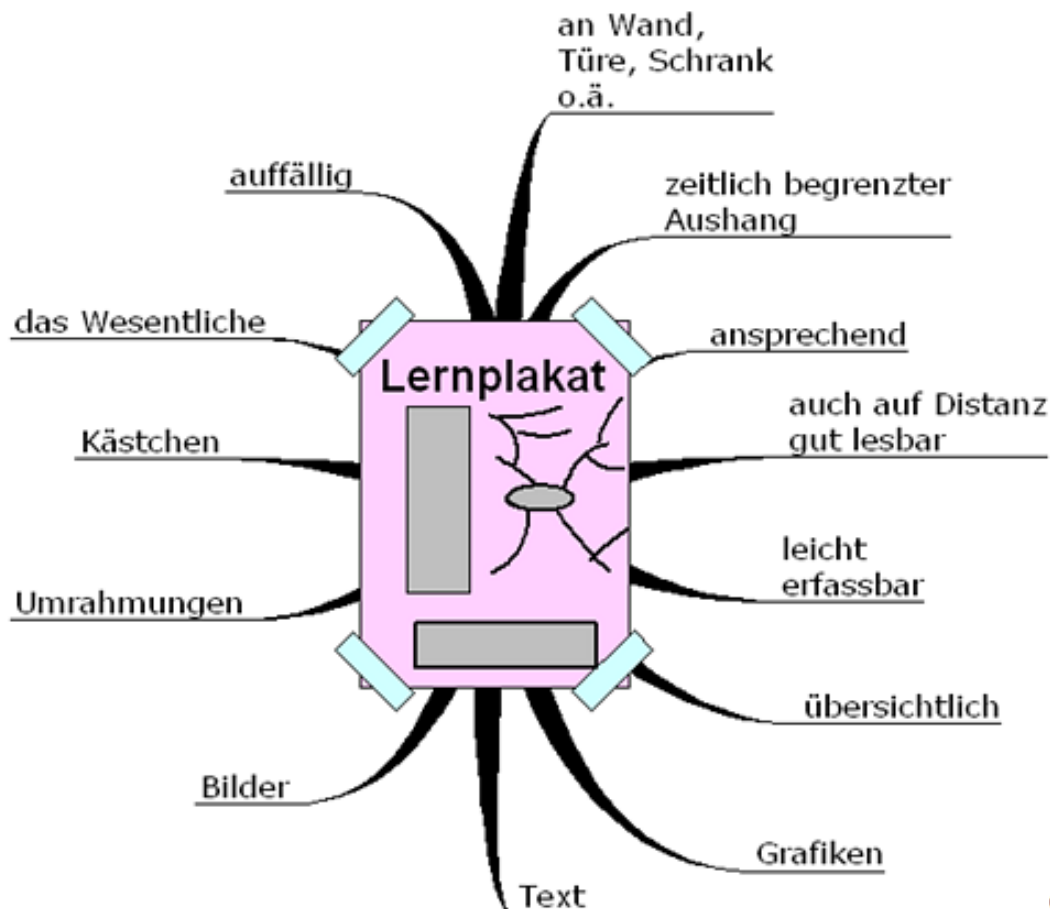 an Wand,
Türe, Schrank
o.ä.
auffällig
zeitlich begrenzter
Aushang
das Wesentliche
ansprechend
Lernplakat
auch auf Distanz
gut lesbar
Kästchen
leicht
erfassbar
Umrahmungen
übersichtlich
Bilder
Grafiken
Text